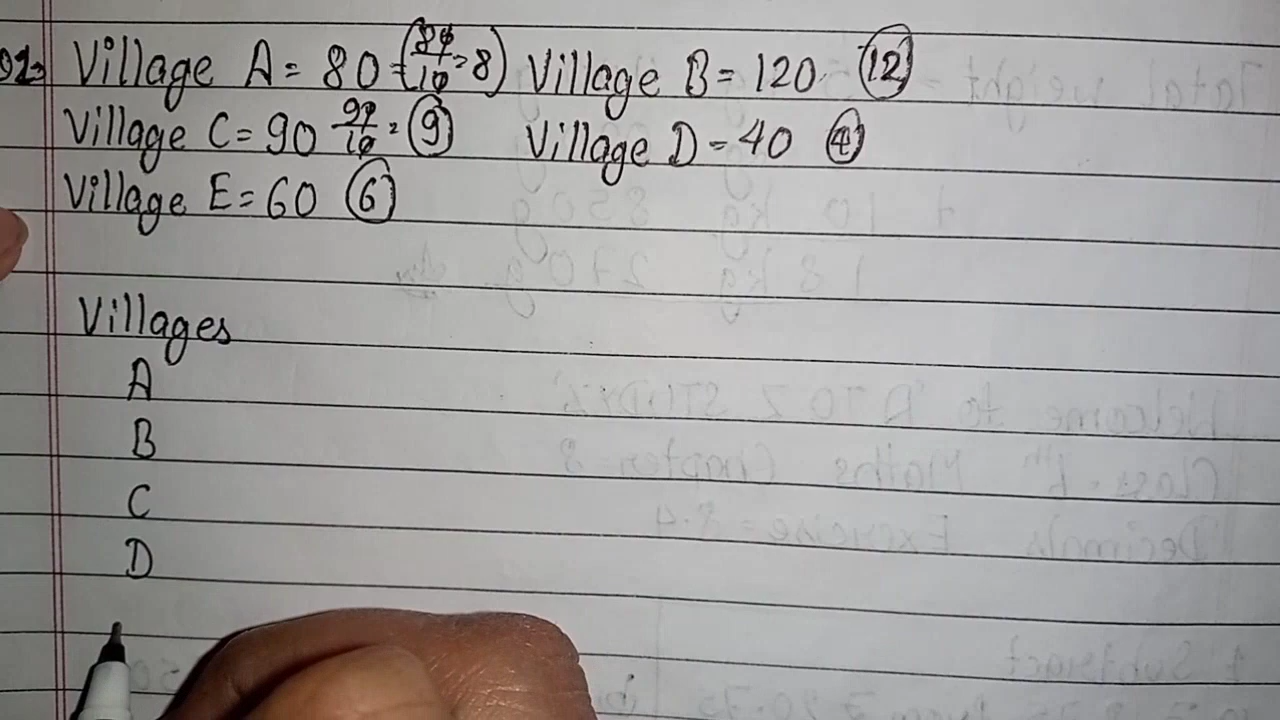 Q1⇒ Village A = 80 = (80/10 = 8) Village B = 120 (12)
Village C = 90 90/10 = (9) Village D = 40 (4)
Village E = 60 (6)
Villages
A
B
C
D